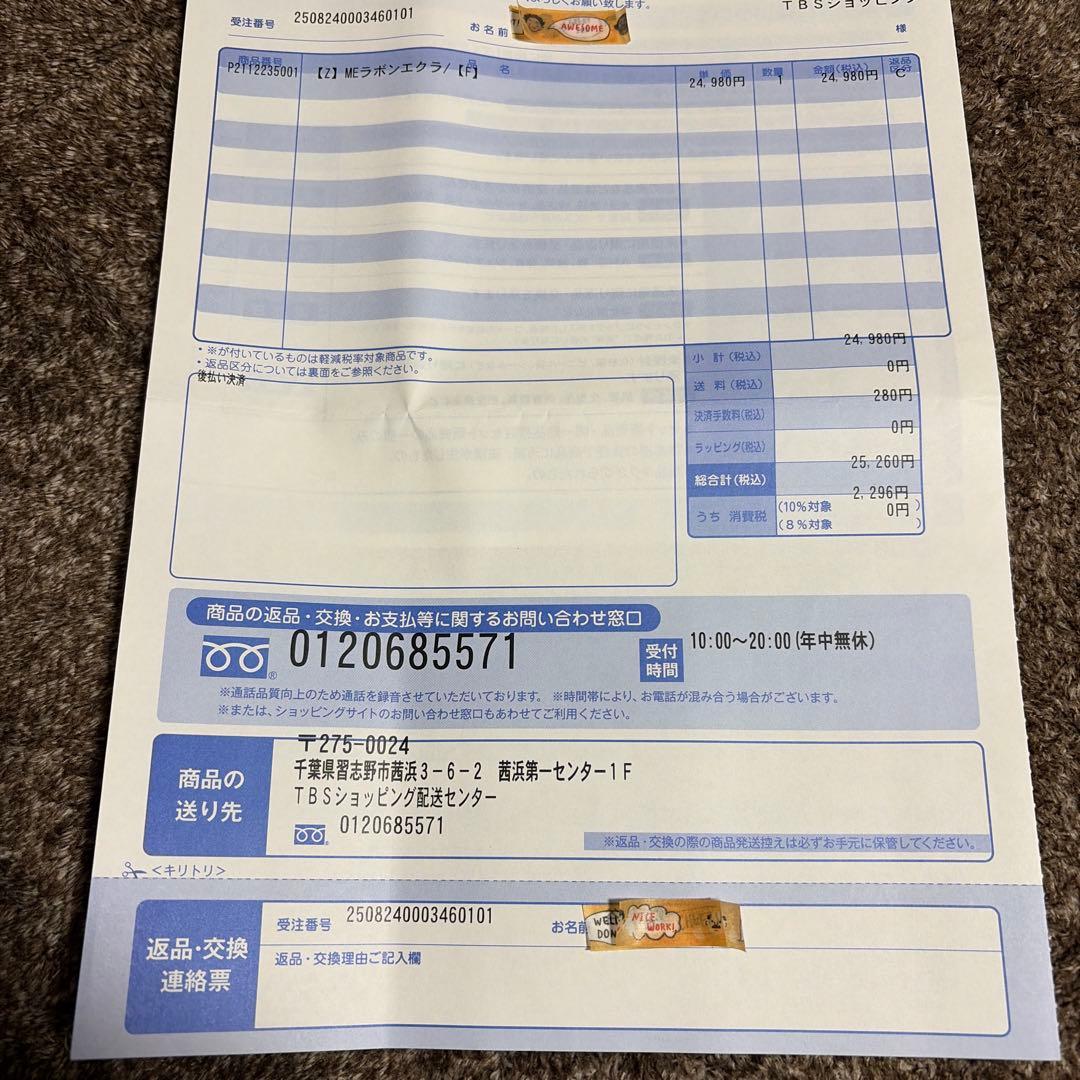 よろしくお願い致します。
TBSショッピング
受注番号 2508240003460101 お名前 AWESOME 様
商品番号 品名 単価 数量 金額(税込) 返品区分
P2112235001 【Z】MEラボンエクラ/【F】 24,980円 1 24,980円 C
・※が付いているものは軽減税率対象商品です。
・返品区分については裏面をご参照ください。
後払い決済
小計(税込) 24,980円
送料(税込) 0円
決済手数料(税込) 280円
ラッピング(税込) 0円
総合計(税込) 25,260円
うち 消費税 (10%対象 2,296円)
(8%対象 0円)
商品の返品・交換・お支払等に関するお問い合わせ窓口
0120685571 受付時間 10:00〜20:00(年中無休)
※通話品質向上のため通話を録音させていただいております。 ※時間帯により、お電話が混み合う場合がございます。
※または、ショッピングサイトのお問い合わせ窓口もあわせてご利用ください。
商品の送り先
〒275-0024
千葉県習志野市茜浜3-6-2 茜浜第一センター1F
TBSショッピング配送センター
0120685571
※返品・交換の際の商品発送控えは必ずお手元に保管してください。
<キリトリ>
返品・交換連絡票
受注番号 2508240003460101 お名前 WELL DON NICE WORK!
返品・交換理由ご記入欄